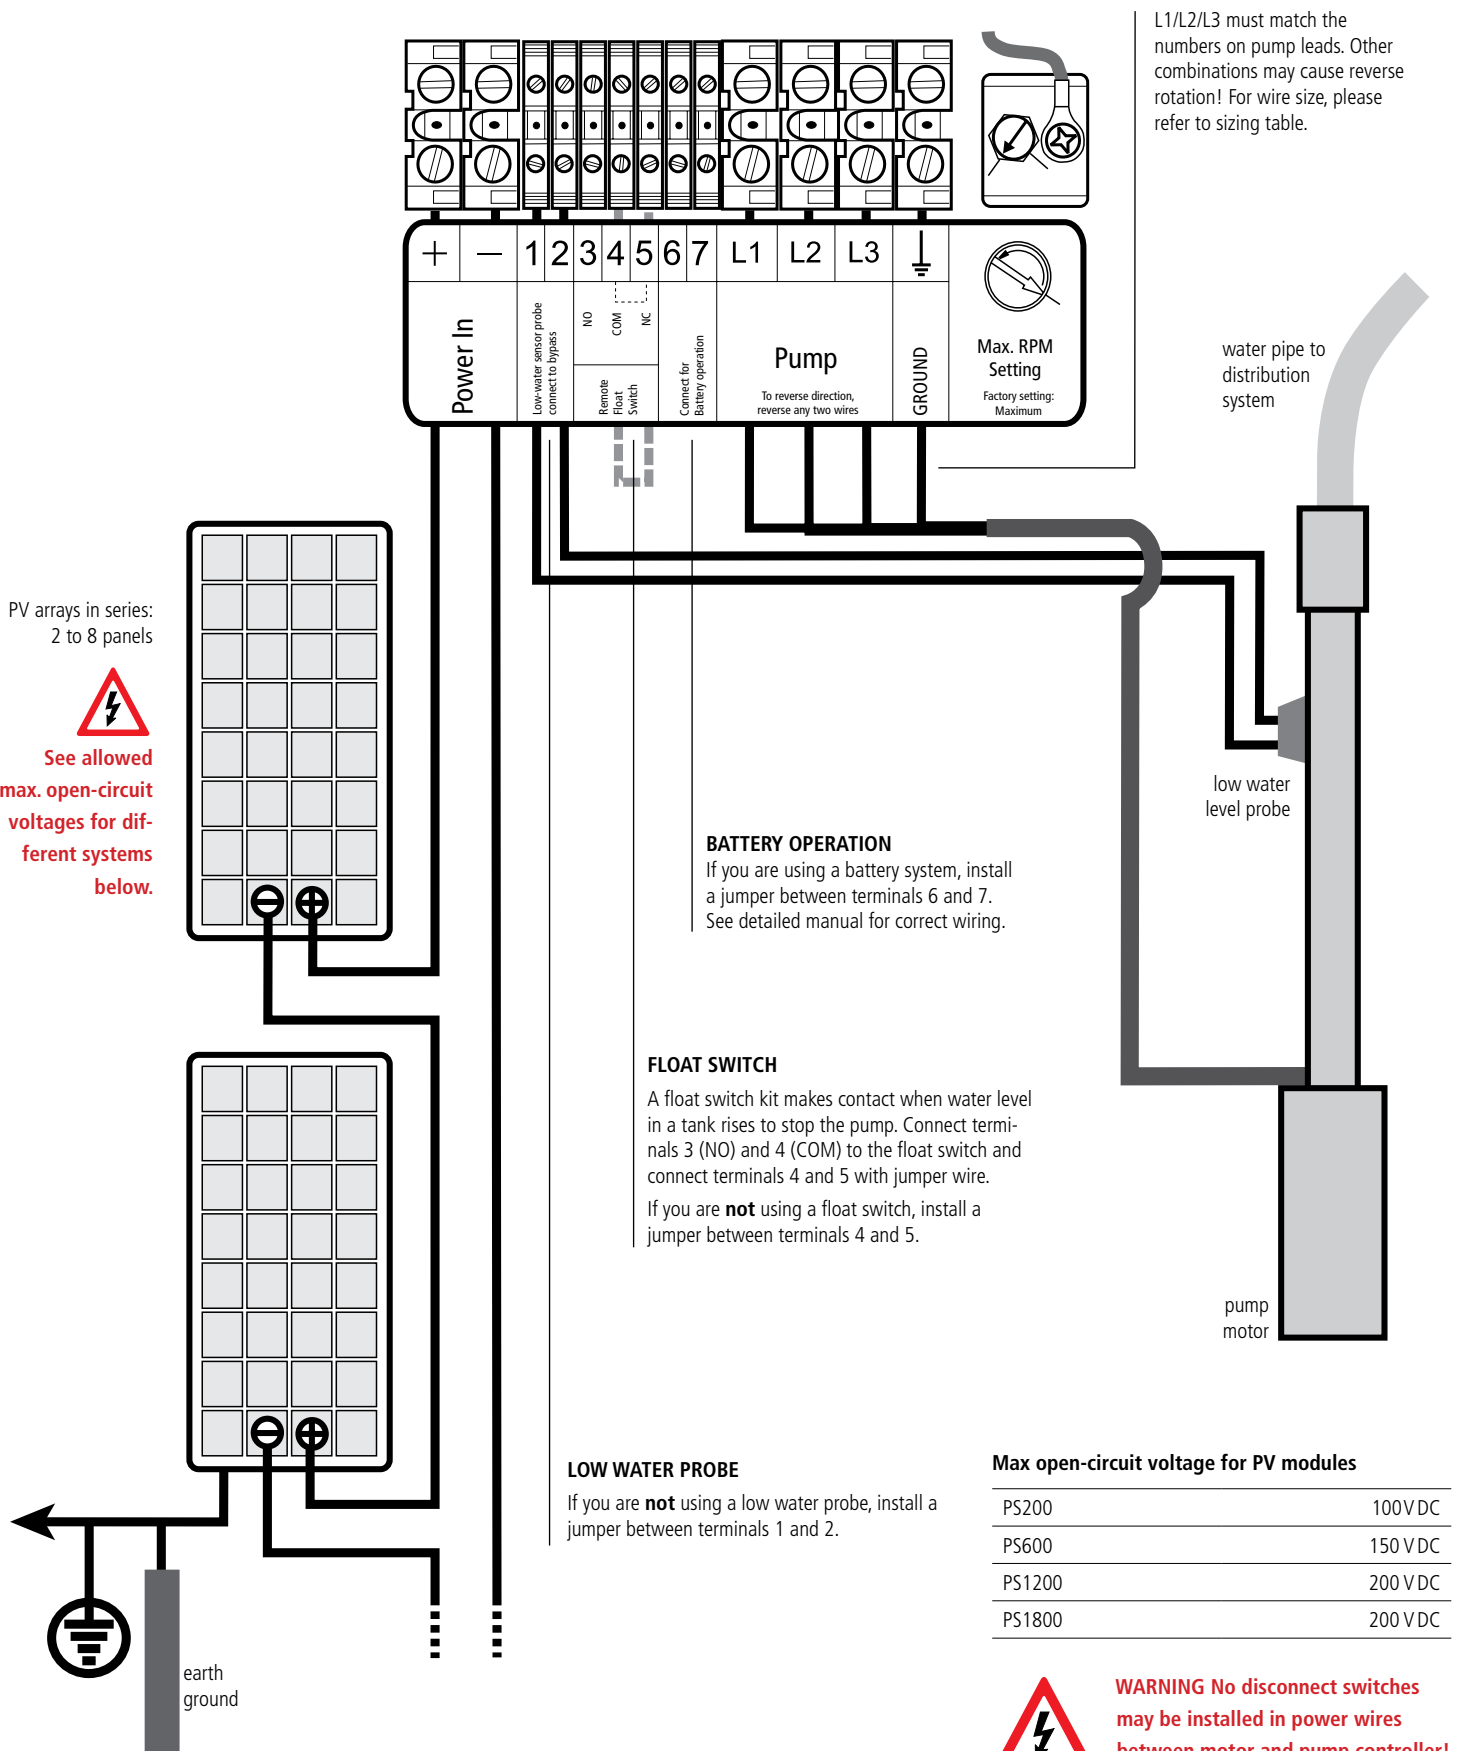 L1/L2/L3 must match the
numbers on pump leads. Other
combinations may cause reverse
rotation! For wire size, please
refer to sizing table.
+ — 1 2 3 4 5 6 7 L1 L2 L3
Power In
Low-water sensor probe
connect to bypass
NO
COM
NC
Remote
Float
Switch
Connect for
Battery operation
Pump
To reverse direction,
reverse any two wires
GROUND
Max. RPM
Setting
Factory setting:
Maximum
water pipe to
distribution
system
PV arrays in series:
2 to 8 panels
See allowed
max. open-circuit
voltages for dif-
ferent systems
below.
low water
level probe
BATTERY OPERATION
If you are using a battery system, install
a jumper between terminals 6 and 7.
See detailed manual for correct wiring.
FLOAT SWITCH
A float switch kit makes contact when water level
in a tank rises to stop the pump. Connect termi-
nals 3 (NO) and 4 (COM) to the float switch and
connect terminals 4 and 5 with jumper wire.
If you are not using a float switch, install a
jumper between terminals 4 and 5.
pump
motor
LOW WATER PROBE
If you are not using a low water probe, install a
jumper between terminals 1 and 2.
Max open-circuit voltage for PV modules
PS200 100 V DC
PS600 150 V DC
PS1200 200 V DC
PS1800 200 V DC
earth
ground
WARNING No disconnect switches
may be installed in power wires
between motor and pump controller!